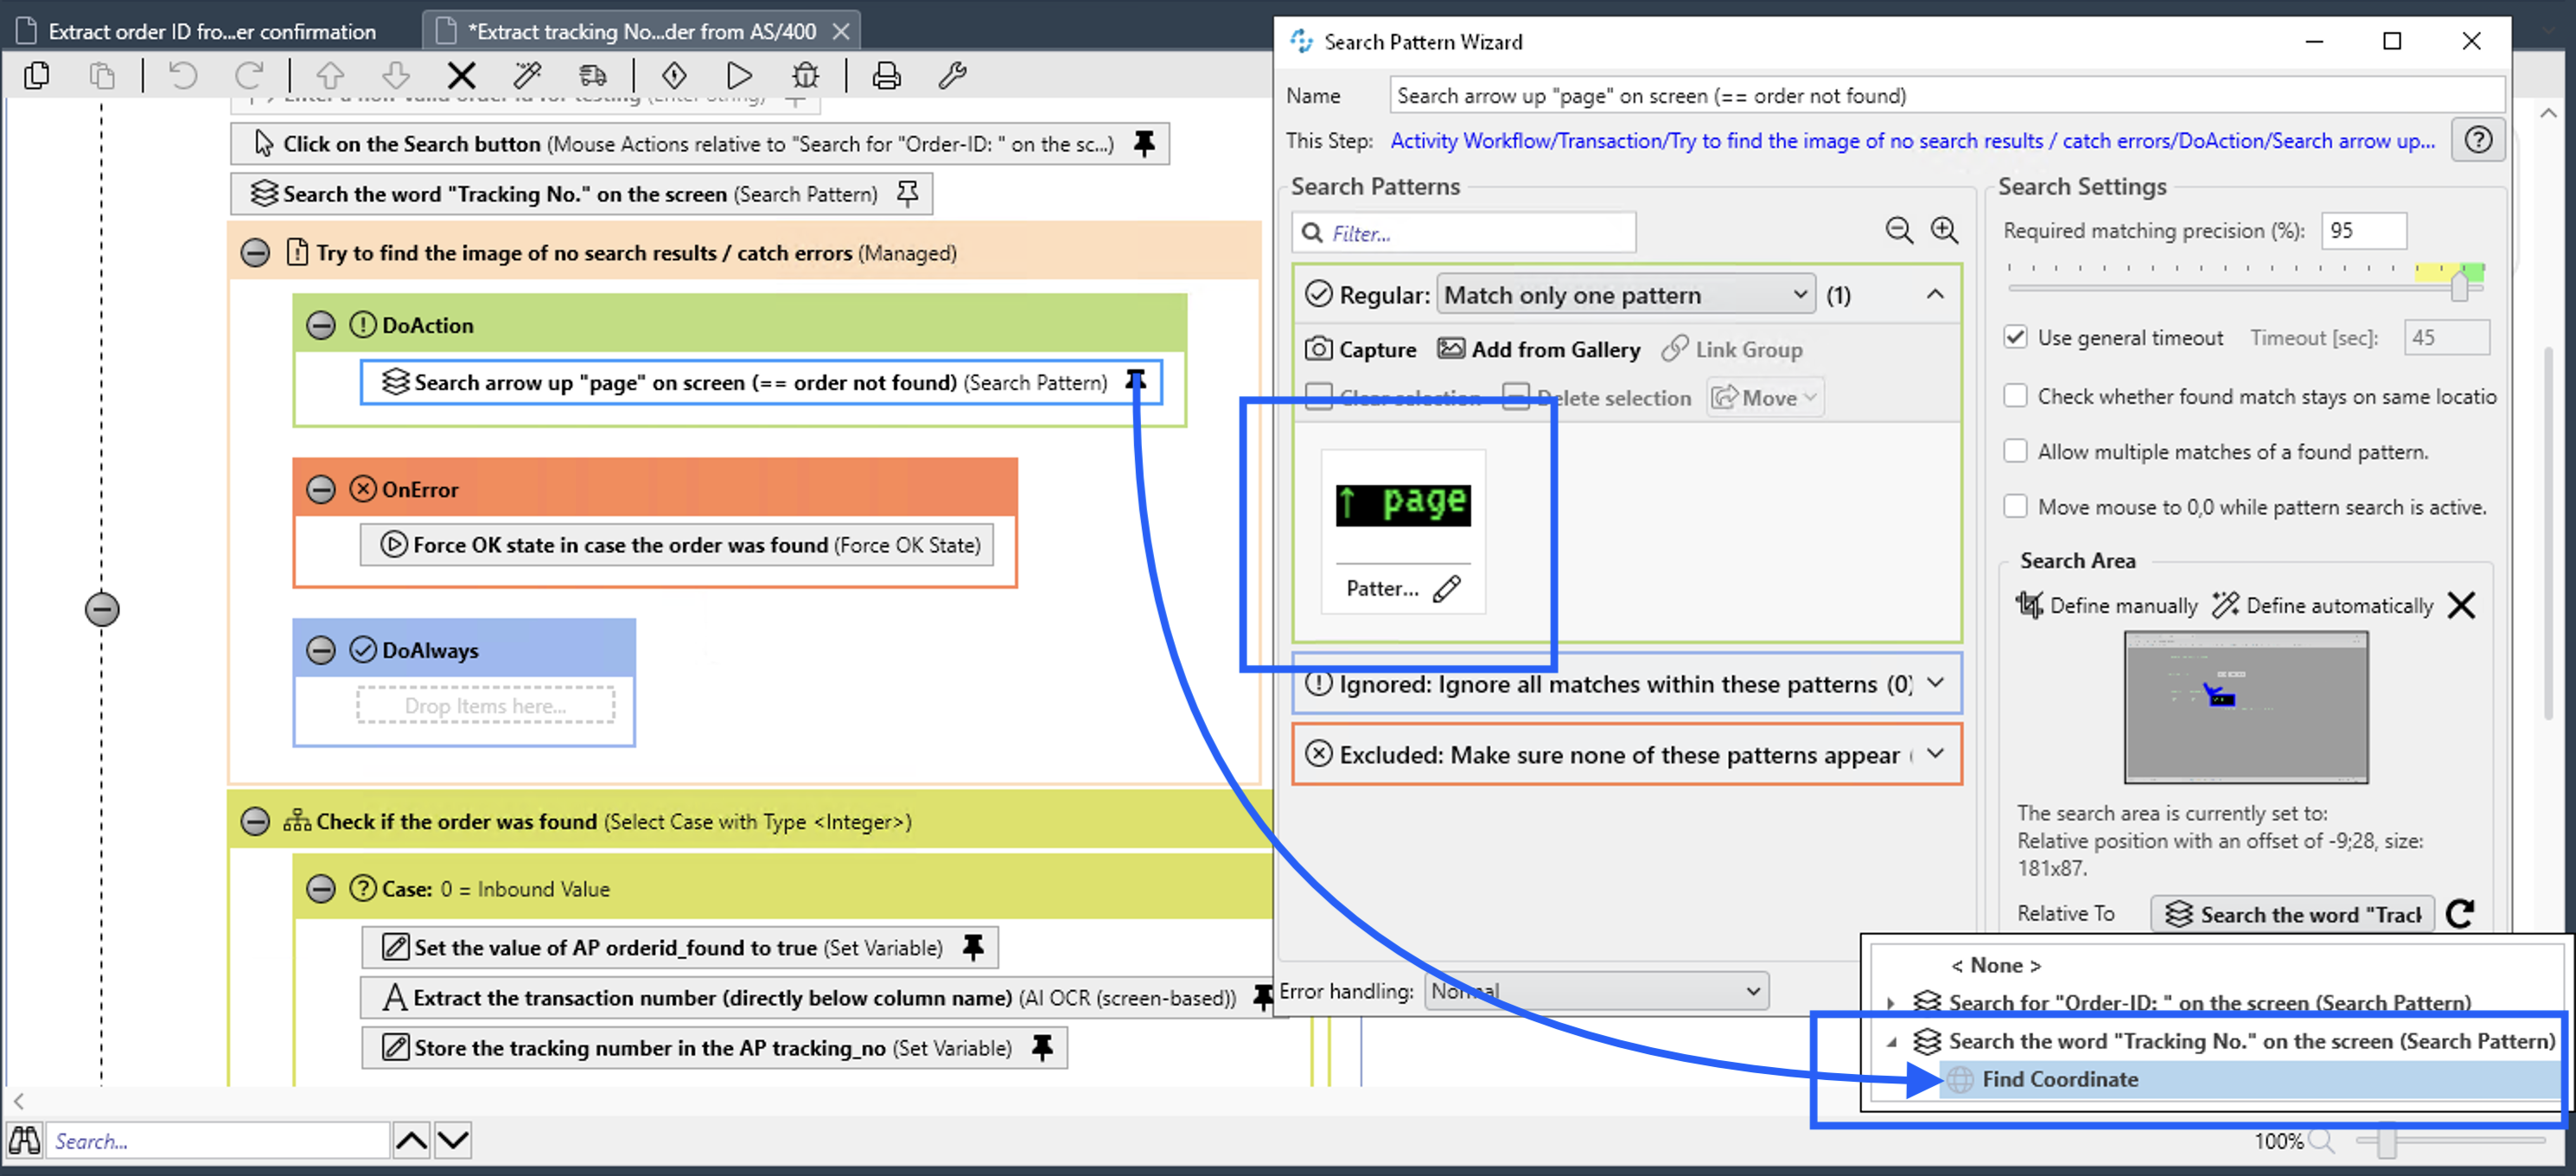 Extract order ID fro...er confirmation
*Extract tracking No...der from AS/400
Click on the Search button (Mouse Actions relative to "Search for "Order-ID: " on the sc...)
Search the word "Tracking No." on the screen (Search Pattern)
Try to find the image of no search results / catch errors (Managed)
DoAction
Search arrow up "page" on screen (== order not found) (Search Pattern)
OnError
Force OK state in case the order was found (Force OK State)
DoAlways
Drop Items here...
Check if the order was found (Select Case with Type <Integer>)
Case: 0 = Inbound Value
Set the value of AP orderid_found to true (Set Variable)
Extract the transaction number (directly below column name) (AI OCR (screen-based))
Store the tracking number in the AP tracking_no (Set Variable)
Search...
Search Pattern Wizard
Name
Search arrow up "page" on screen (== order not found)
This Step:
Activity Workflow/Transaction/Try to find the image of no search results / catch errors/DoAction/Search arrow up...
Search Patterns
Filter...
Regular: Match only one pattern (1)
Capture Add from Gallery Link Group
Clear selection Delete selection Move
↑ page
Patter...
Ignored: Ignore all matches within these patterns (0)
Excluded: Make sure none of these patterns appear (
Error handling: Normal
Search Settings
Required matching precision (%): 95
Use general timeout Timeout [sec]: 45
Check whether found match stays on same locatio
Allow multiple matches of a found pattern.
Move mouse to 0,0 while pattern search is active.
Search Area
Define manually Define automatically
The search area is currently set to:
Relative position with an offset of -9;28, size:
181x87.
Relative To Search the word "Track
< None >
Search for "Order-ID: " on the screen (Search Pattern)
Search the word "Tracking No." on the screen (Search Pattern)
Find Coordinate
100%